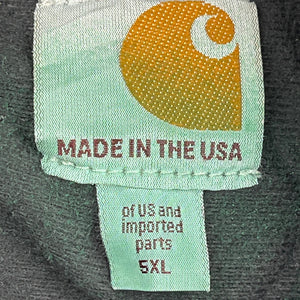 MADE IN THE USA
of US and
imported
parts
5XL